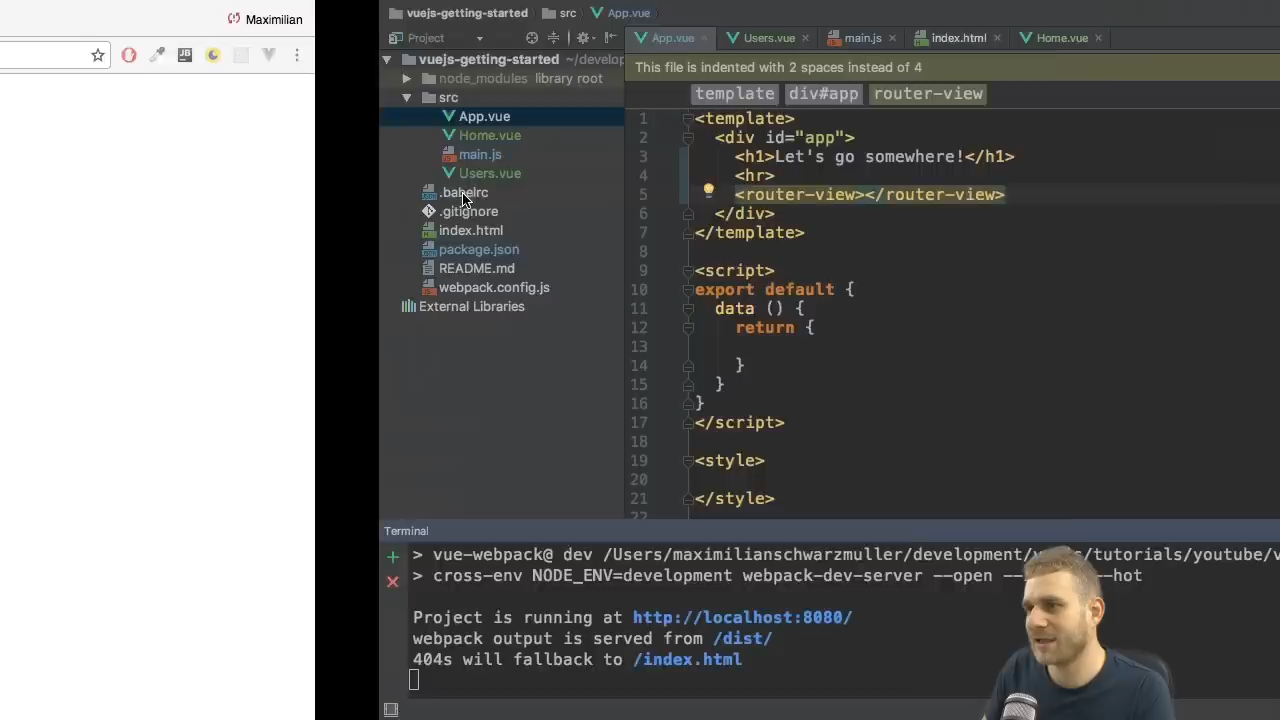 Maximilian
JB
vuejs-getting-started src App.vue
Project
App.vue Users.vue main.js index.html Home.vue
vuejs-getting-started ~/develop
node_modules library root
src
App.vue
Home.vue
main.js
Users.vue
.babelrc
.gitignore
index.html
package.json
README.md
webpack.config.js
External Libraries
This file is indented with 2 spaces instead of 4
template div#app router-view
1 <template>
2 <div id="app">
3 <h1>Let's go somewhere!</h1>
4 <hr>
5 <router-view></router-view>
6 </div>
7 </template>
8
9 <script>
10 export default {
11 data () {
12 return {
13
14 }
15 }
16 }
17 </script>
18
19 <style>
20
21 </style>
22
Terminal
> vue-webpack@ dev /Users/maximilianschwarzmuller/development/ /tutorials/youtube/v
> cross-env NODE_ENV=development webpack-dev-server --open -- --hot
Project is running at http://localhost:8080/
webpack output is served from /dist/
404s will fallback to /index.html